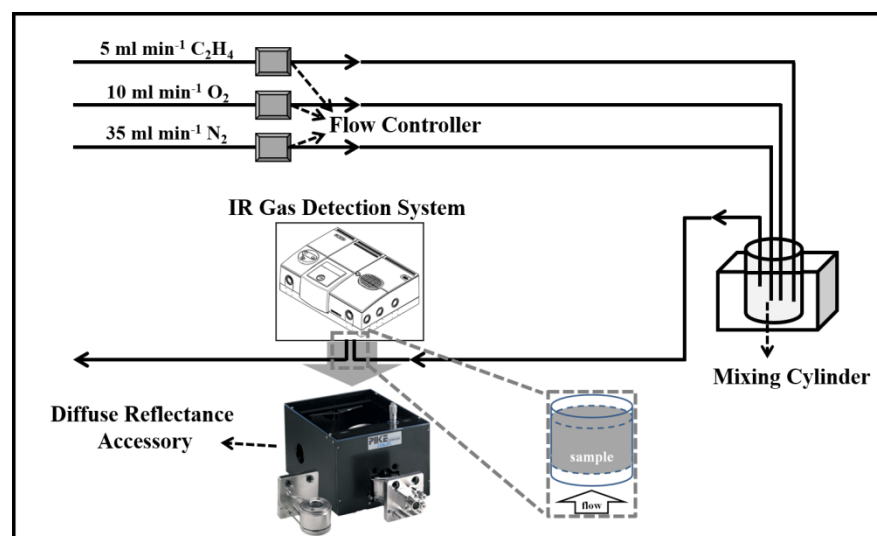 5 ml min⁻¹ C₂H₄
10 ml min⁻¹ O₂
35 ml min⁻¹ N₂
Flow Controller
IR Gas Detection System
Mixing Cylinder
Diffuse Reflectance
Accessory
PIKE
sample
flow